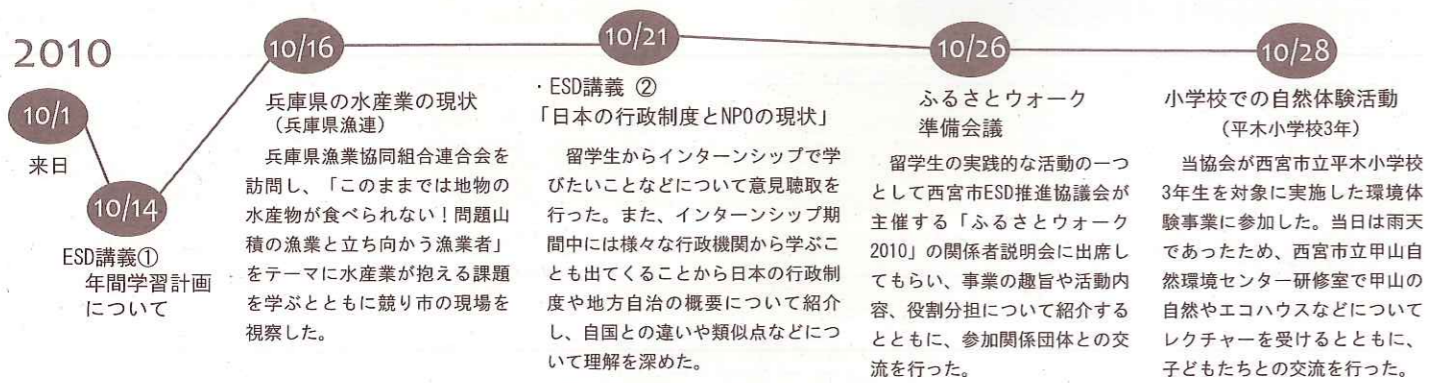 2010
10/1
来日
10/14
ESD講義①
年間学習計画
について
10/16
兵庫県の水産業の現状
（兵庫県漁連）
兵庫県漁業協同組合連合会を
訪問し、「このままでは地物の
水産物が食べられない！問題山
積の漁業と立ち向かう漁業者」
をテーマに水産業が抱える課題
を学ぶとともに競り市の現場を
視察した。
10/21
・ESD講義 ②
「日本の行政制度とNPOの現状」
留学生からインターンシップで学
びたいことなどについて意見聴取を
行った。また、インターンシップ期
間中には様々な行政機関から学ぶこ
とも出てくることから日本の行政制
度や地方自治の概要について紹介
し、自国との違いや類似点などにつ
いて理解を深めた。
10/26
ふるさとウォーク
準備会議
留学生の実践的な活動の一つ
として西宮市ESD推進協議会が
主催する「ふるさとウォーク
2010」の関係者説明会に出席し
てもらい、事業の趣旨や活動内
容、役割分担について紹介する
とともに、参加関係団体との交
流を行った。
10/28
小学校での自然体験活動
（平木小学校3年）
当協会が西宮市立平木小学校
3年生を対象に実施した環境体
験事業に参加した。当日は雨天
であったため、西宮市立甲山自
然環境センター研修室で甲山の
自然やエコハウスなどについて
レクチャーを受けるとともに、
子どもたちとの交流を行った。